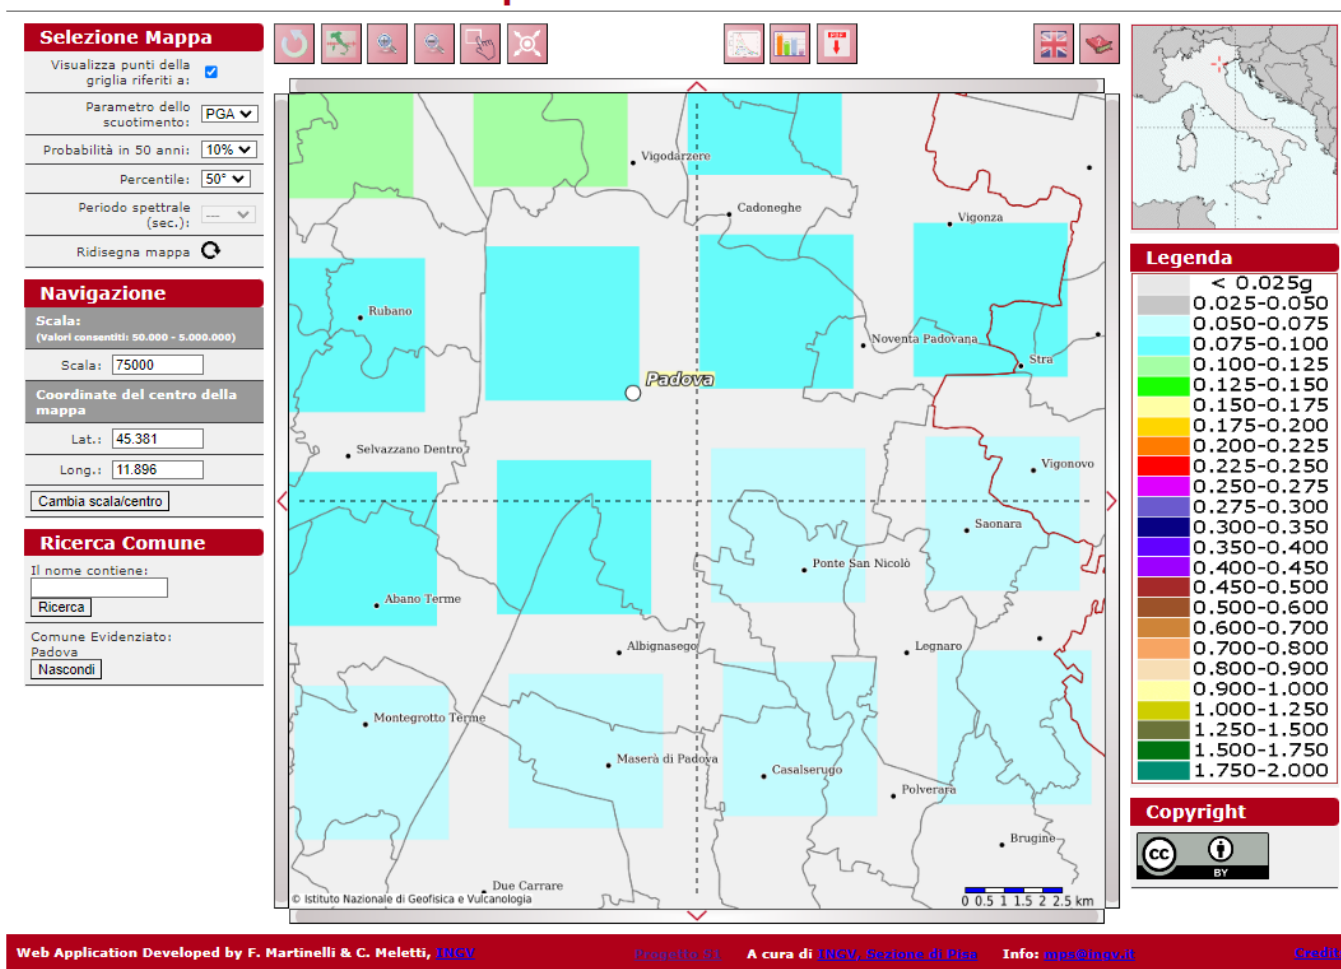 Selezione Mappa
Visualizza punti della
griglia riferiti a:
Parametro dello
scuotimento:
PGA
Probabilità in 50 anni:
10%
Percentile:
50°
Periodo spettrale
(sec.):
---
Ridisegna mappa
Navigazione
Scala:
(Valori consentiti: 50.000 - 5.000.000)
Scala:
75000
Coordinate del centro della
mappa
Lat.:
45.381
Long.:
11.896
Cambia scala/centro
Ricerca Comune
Il nome contiene:
Ricerca
Comune Evidenziato:
Padova
Nascondi
Vigodarzere
Cadoneghe
Vigonza
Rubano
Noventa Padovana
Stra
Padova
Selvazzano Dentro
Vigonovo
Saonara
Ponte San Nicolò
Abano Terme
Albignasego
Legnaro
Montegrotto Terme
Maserà di Padova
Casalserugo
Polverara
Brugine
Due Carrare
© Istituto Nazionale di Geofisica e Vulcanologia
0 0.5 1 1.5 2 2.5 km
Legenda
< 0.025g
0.025-0.050
0.050-0.075
0.075-0.100
0.100-0.125
0.125-0.150
0.150-0.175
0.175-0.200
0.200-0.225
0.225-0.250
0.250-0.275
0.275-0.300
0.300-0.350
0.350-0.400
0.400-0.450
0.450-0.500
0.500-0.600
0.600-0.700
0.700-0.800
0.800-0.900
0.900-1.000
1.000-1.250
1.250-1.500
1.500-1.750
1.750-2.000
Copyright
cc
BY
Web Application Developed by F. Martinelli & C. Meletti, INGV
Progetto S1
A cura di INGV, Sezione di Pisa
Info: mps@ingv.it